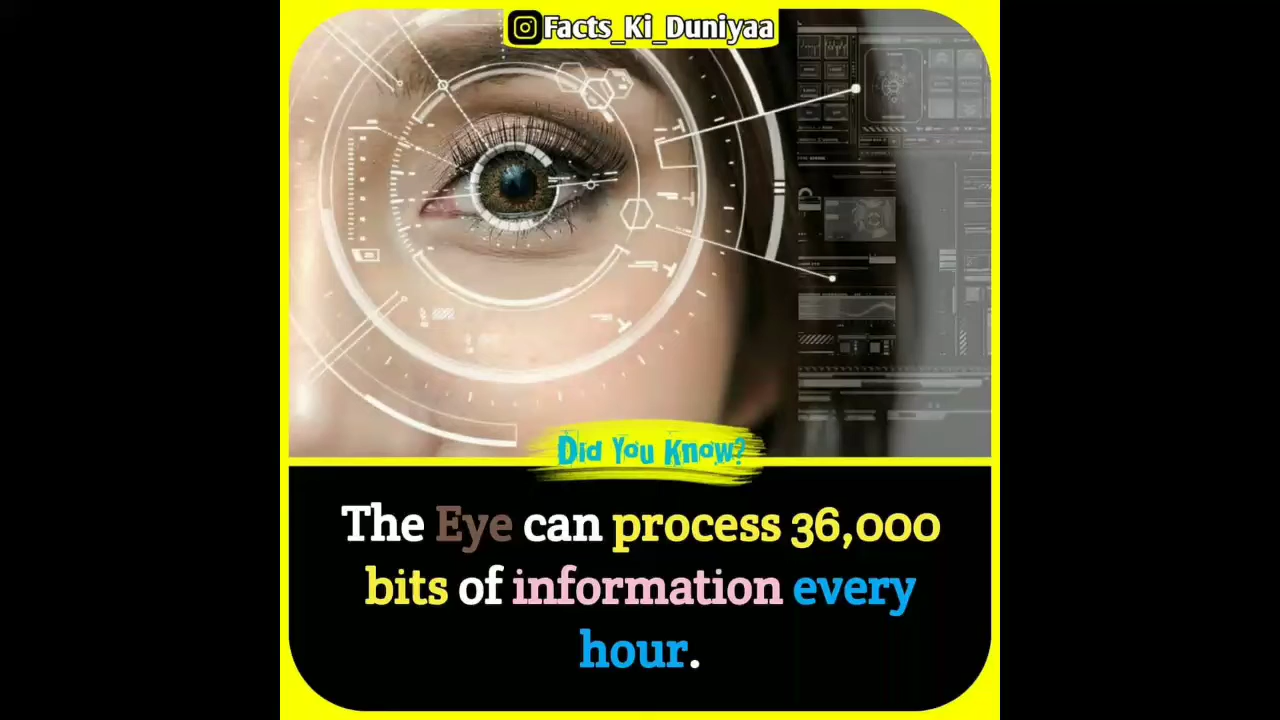 Facts_Ki_Duniyaa
Did You Know?
The Eye can process 36,000
bits of information every
hour.